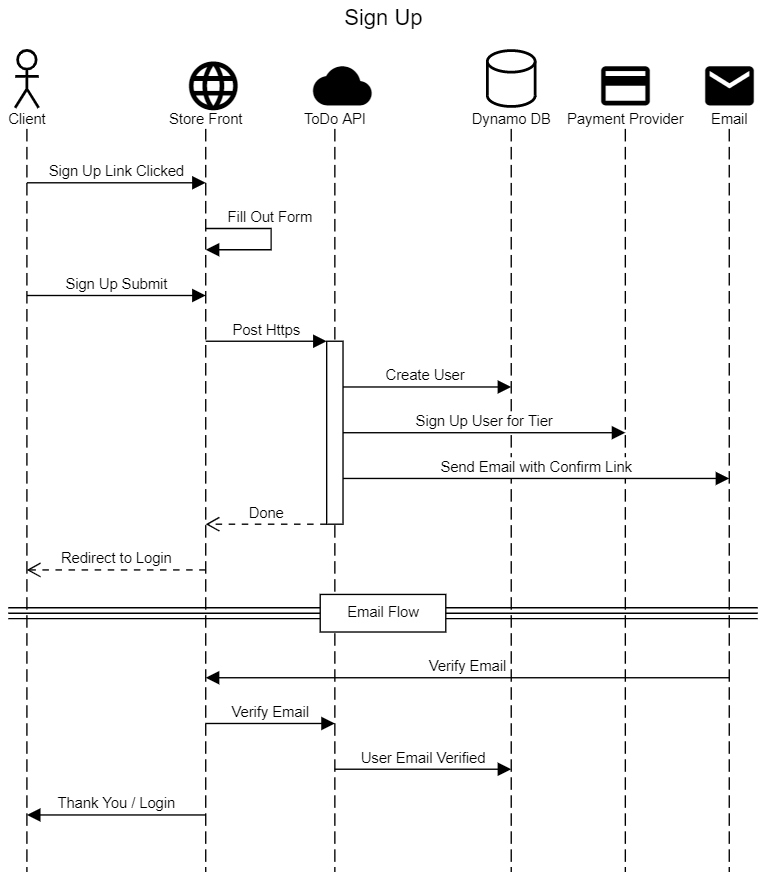 Sign Up
Client
Store Front
ToDo API
Dynamo DB
Payment Provider
Email
Sign Up Link Clicked
Fill Out Form
Sign Up Submit
Post Https
Create User
Sign Up User for Tier
Send Email with Confirm Link
Done
Redirect to Login
Email Flow
Verify Email
Verify Email
User Email Verified
Thank You / Login